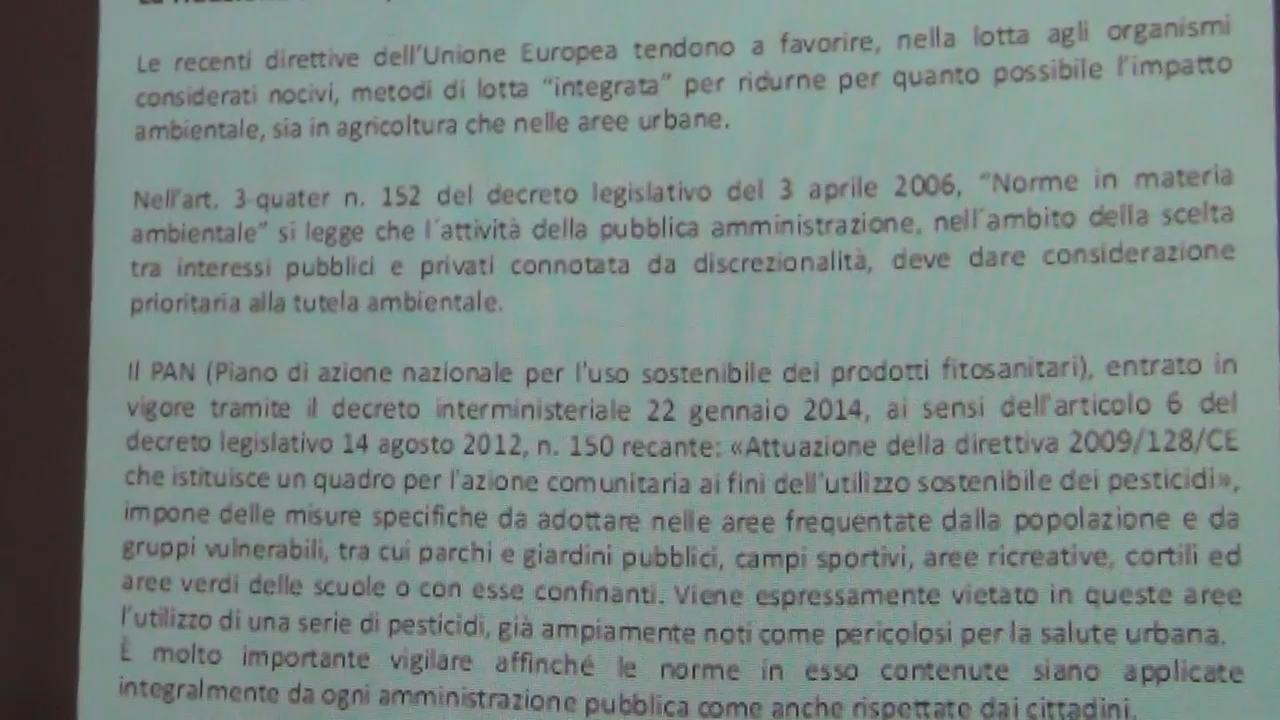 Le recenti direttive dell'Unione Europea tendono a favorire, nella lotta agli organismi
considerati nocivi, metodi di lotta "integrata" per ridurne per quanto possibile l'impatto
ambientale, sia in agricoltura che nelle aree urbane.
Nell'art. 3-quater n. 152 del decreto legislativo del 3 aprile 2006, "Norme in materia
ambientale" si legge che l'attività della pubblica amministrazione, nell'ambito della scelta
tra interessi pubblici e privati connotata da discrezionalità, deve dare considerazione
prioritaria alla tutela ambientale.
Il PAN (Piano di azione nazionale per l'uso sostenibile dei prodotti fitosanitari), entrato in
vigore tramite il decreto interministeriale 22 gennaio 2014, ai sensi dell'articolo 6 del
decreto legislativo 14 agosto 2012, n. 150 recante: «Attuazione della direttiva 2009/128/CE
che istituisce un quadro per l'azione comunitaria ai fini dell'utilizzo sostenibile dei pesticidi»,
impone delle misure specifiche da adottare nelle aree frequentate dalla popolazione e da
gruppi vulnerabili, tra cui parchi e giardini pubblici, campi sportivi, aree ricreative, cortili ed
aree verdi delle scuole o con esse confinanti. Viene espressamente vietato in queste aree
l'utilizzo di una serie di pesticidi, già ampiamente noti come pericolosi per la salute urbana.
È molto importante vigilare affinché le norme in esso contenute siano applicate
integralmente da ogni amministrazione pubblica come anche rispettate dai cittadini.